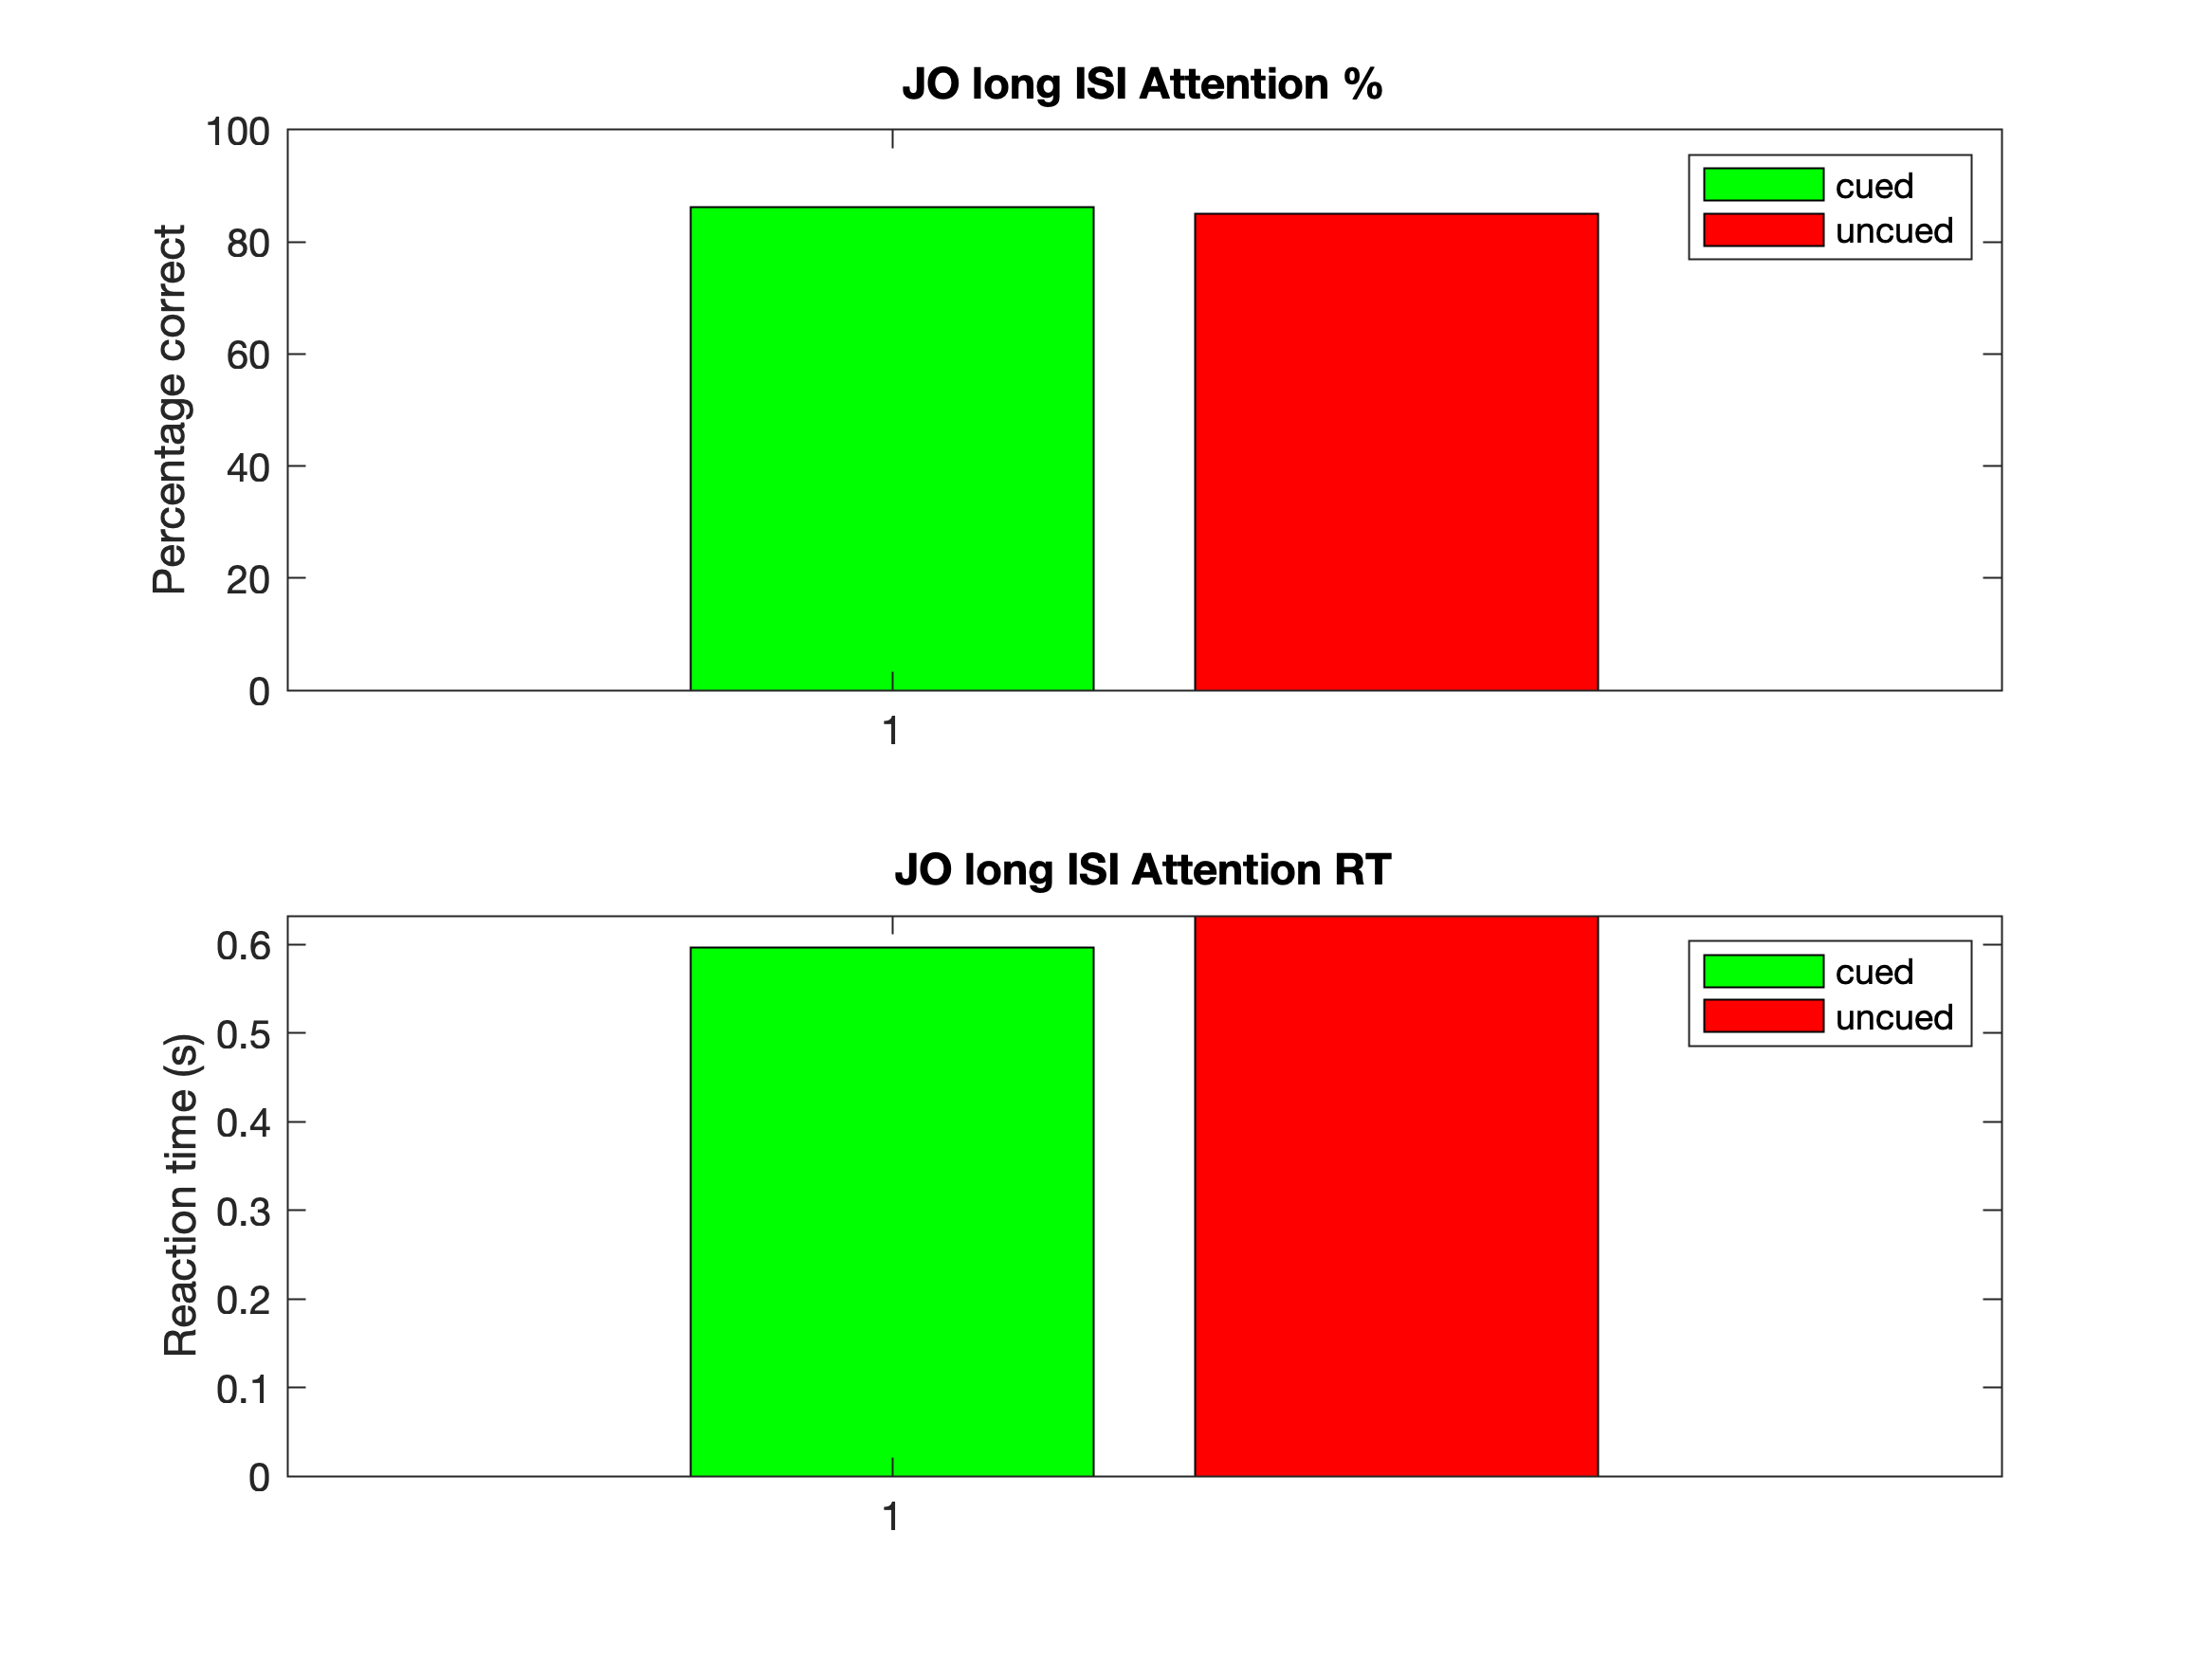 JO long ISI Attention %
100
80
60
40
20
0
Percentage correct
cued
uncued
1
JO long ISI Attention RT
0.6
0.5
0.4
0.3
0.2
0.1
0
Reaction time (s)
cued
uncued
1